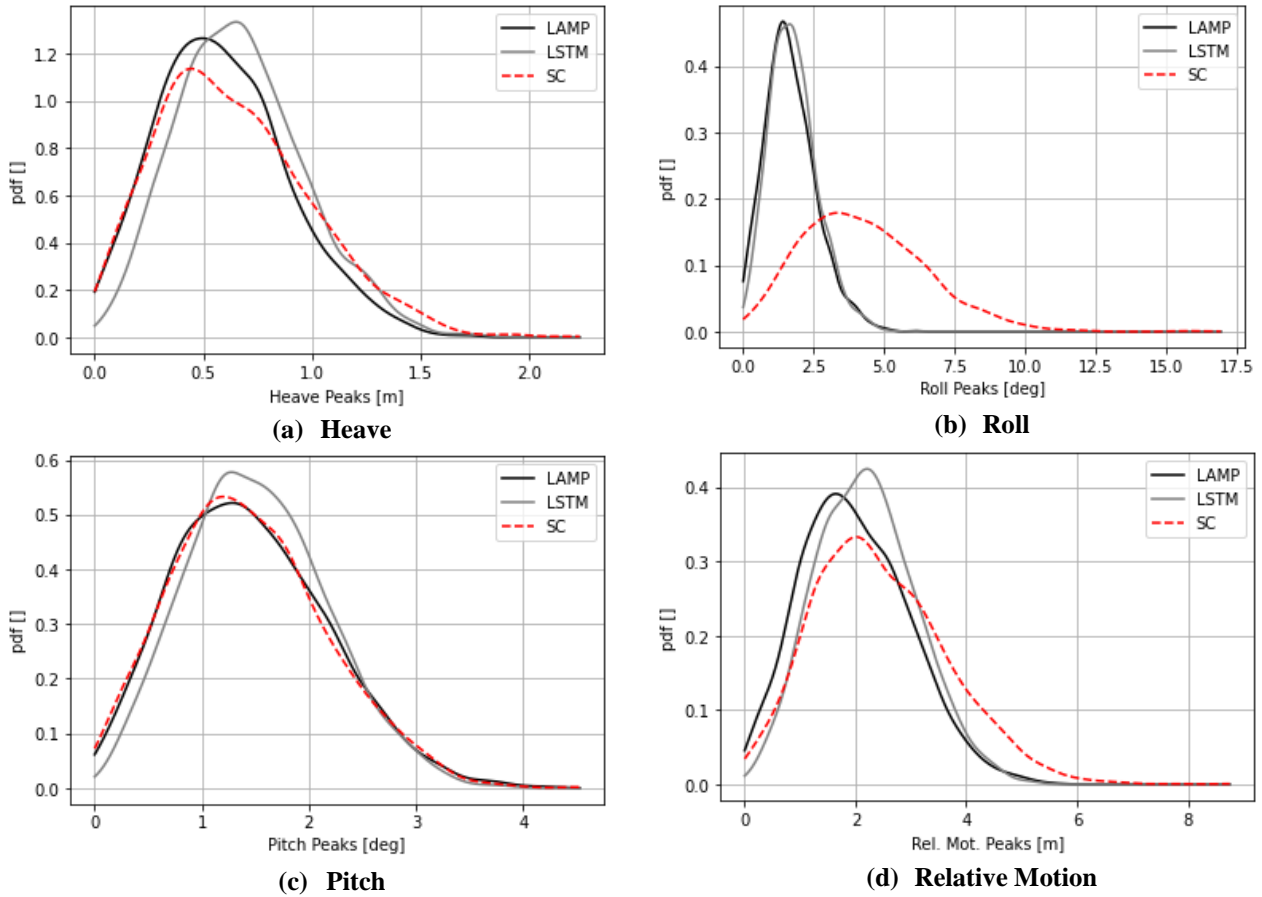 LAMP
LSTM
SC
1.2
1.0
0.8
0.6
0.4
0.2
0.0
pdf []
0.0 0.5 1.0 1.5 2.0
Heave Peaks [m]
(a) Heave
LAMP
LSTM
SC
0.4
0.3
0.2
0.1
0.0
pdf []
0.0 2.5 5.0 7.5 10.0 12.5 15.0 17.5
Roll Peaks [deg]
(b) Roll
LAMP
LSTM
SC
0.6
0.5
0.4
0.3
0.2
0.1
0.0
pdf []
0 1 2 3 4
Pitch Peaks [deg]
(c) Pitch
LAMP
LSTM
SC
0.4
0.3
0.2
0.1
0.0
pdf []
0 2 4 6 8
Rel. Mot. Peaks [m]
(d) Relative Motion